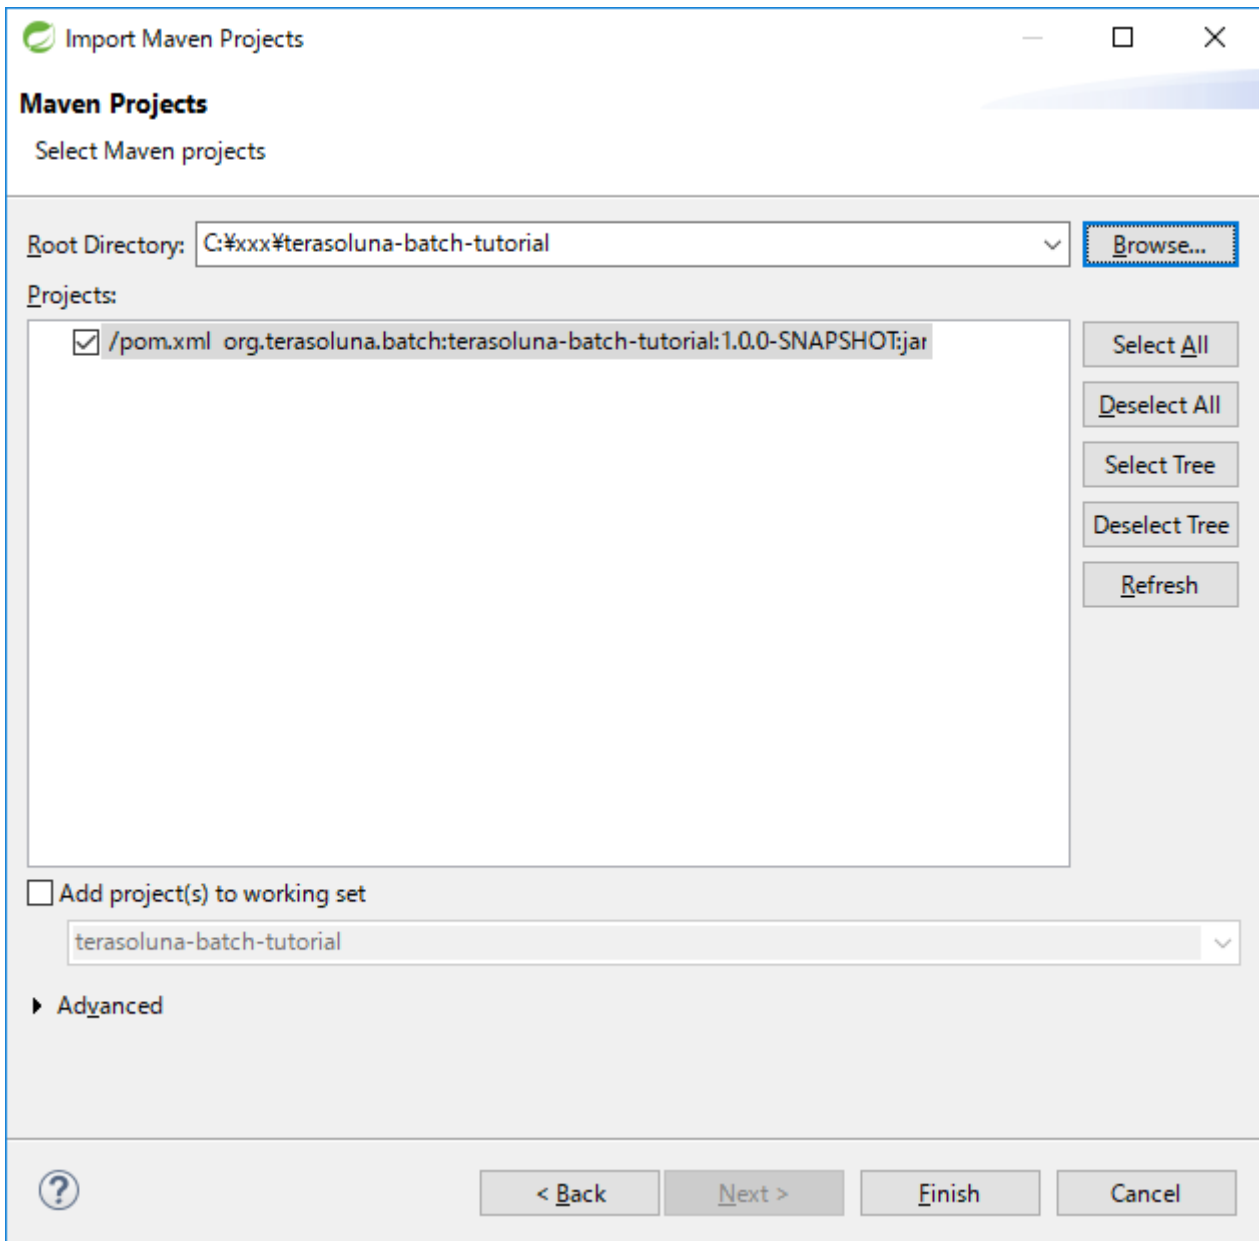 Import Maven Projects
Maven Projects
Select Maven projects
Root Directory: C:¥xxx¥terasoluna-batch-tutorial Browse...
Projects:
/pom.xml org.terasoluna.batch:terasoluna-batch-tutorial:1.0.0-SNAPSHOT:jar
Select All
Deselect All
Select Tree
Deselect Tree
Refresh
Add project(s) to working set
terasoluna-batch-tutorial
Advanced
? < Back Next > Finish Cancel